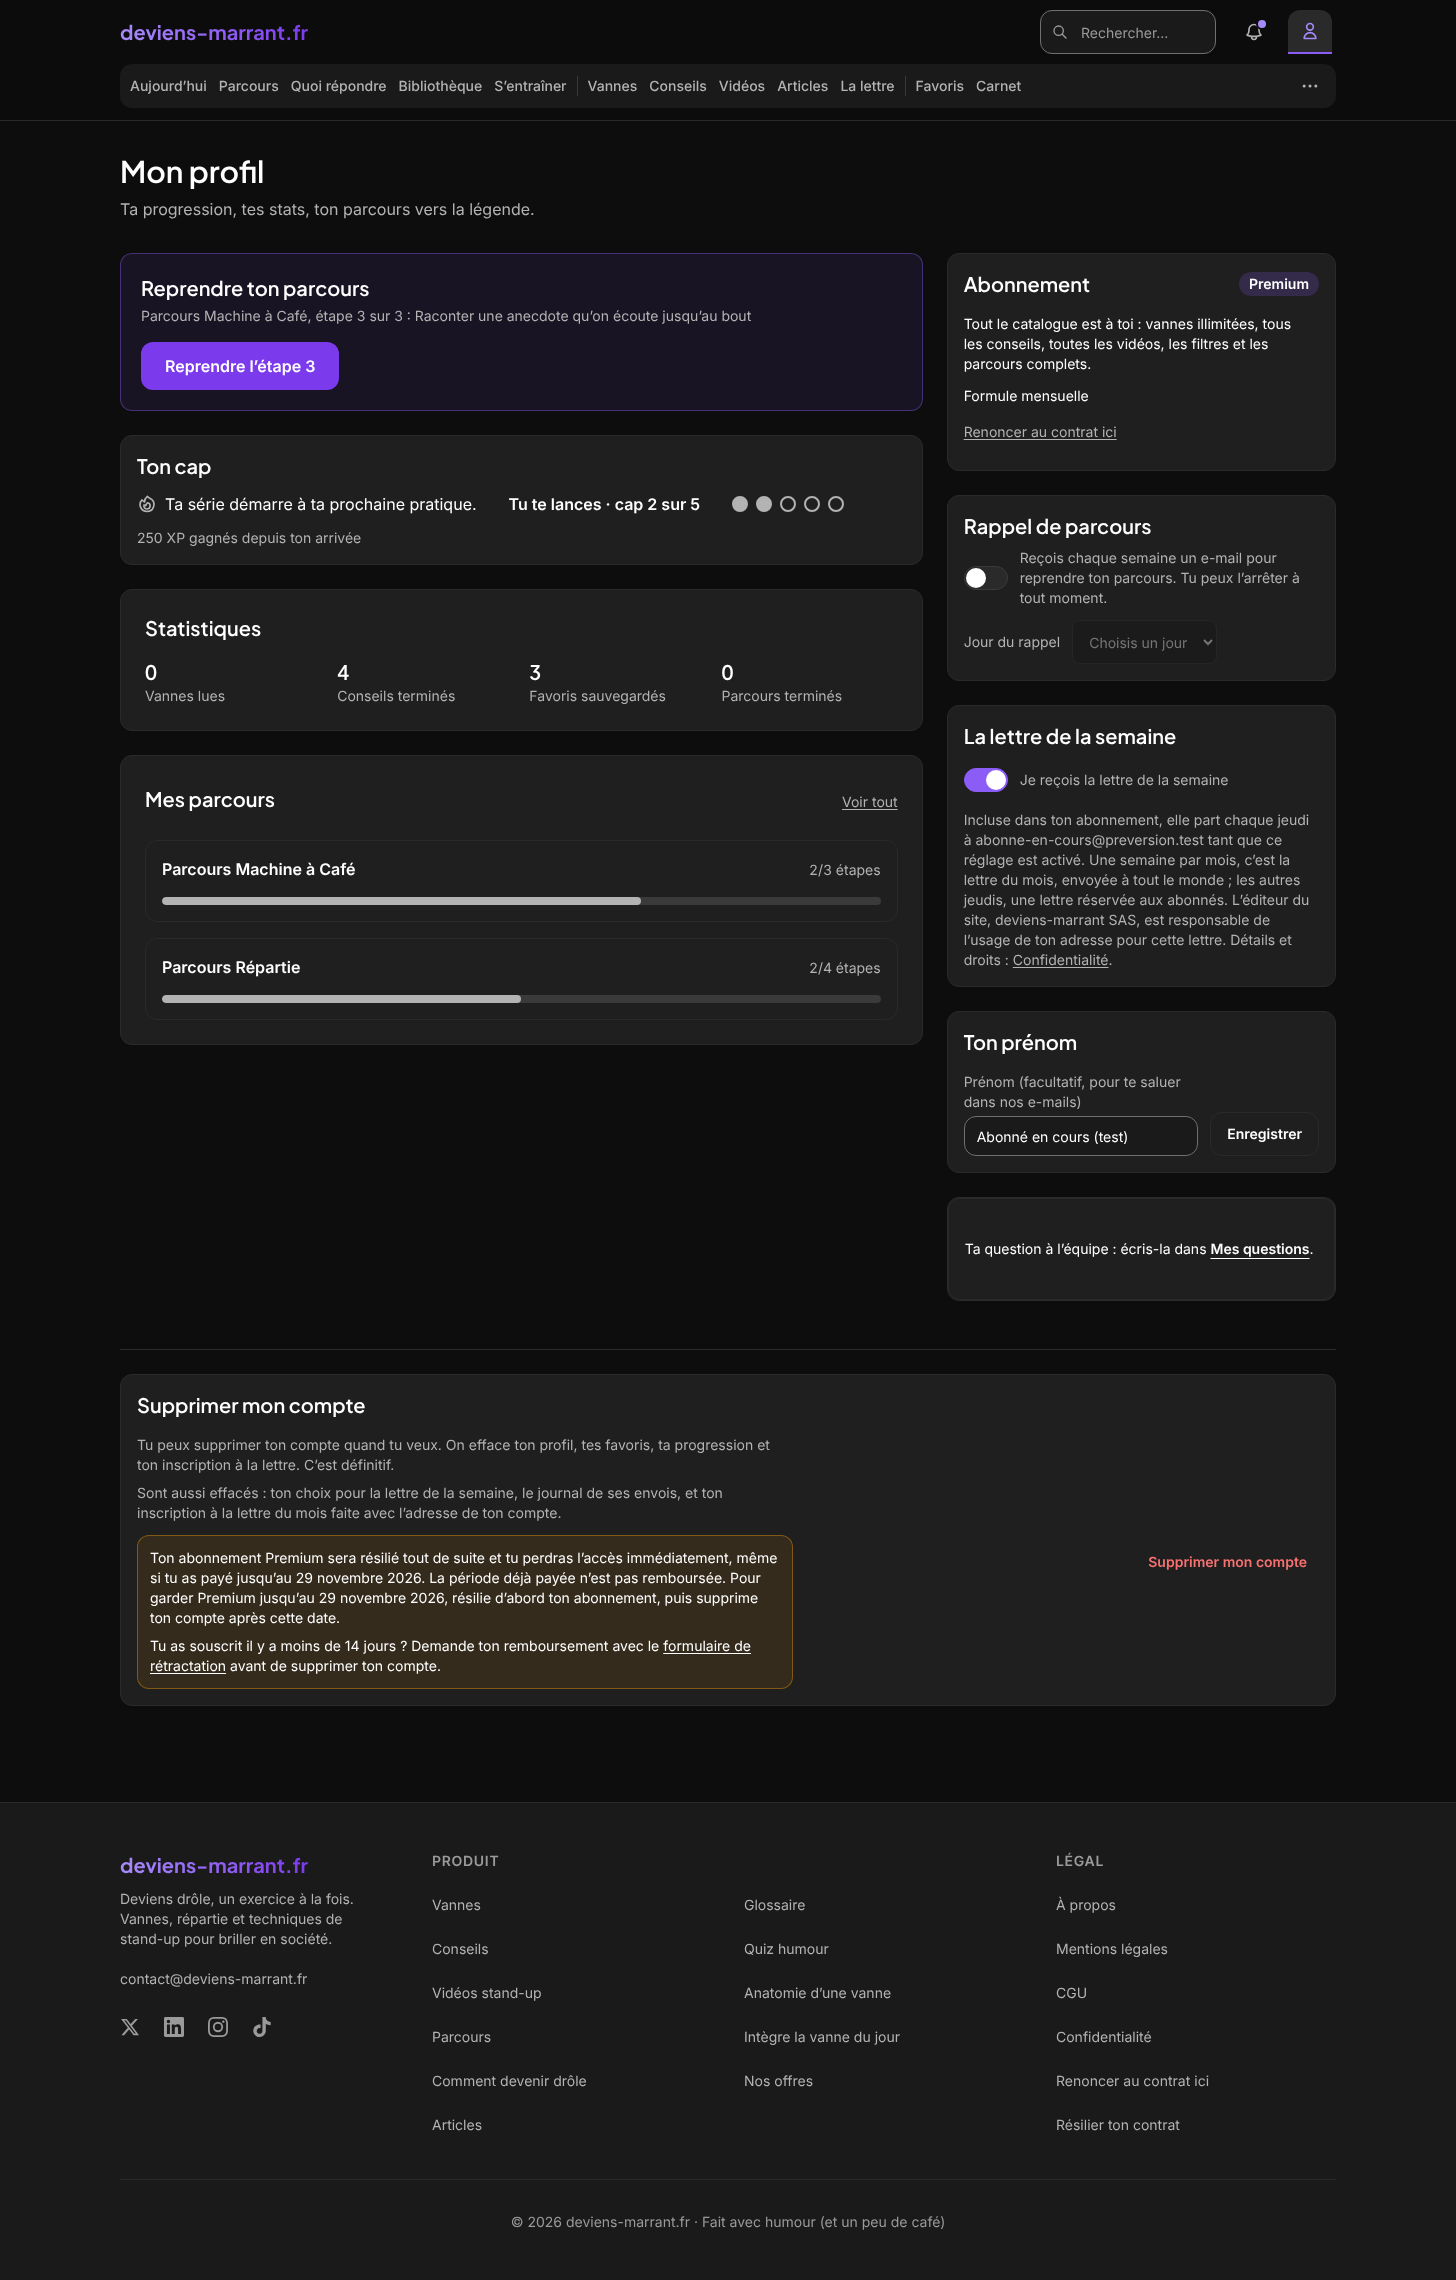 deviens-marrant.fr
Rechercher...
Aujourd’hui Parcours Quoi répondre Bibliothèque S’entraîner Vannes Conseils Vidéos Articles La lettre Favoris Carnet
Mon profil
Ta progression, tes stats, ton parcours vers la légende.
Reprendre ton parcours
Parcours Machine à Café, étape 3 sur 3 : Raconter une anecdote qu’on écoute jusqu’au bout
Reprendre l’étape 3
Ton cap
Ta série démarre à ta prochaine pratique. Tu te lances · cap 2 sur 5
250 XP gagnés depuis ton arrivée
Statistiques
0 4 3 0
Vannes lues Conseils terminés Favoris sauvegardés Parcours terminés
Mes parcours Voir tout
Parcours Machine à Café 2/3 étapes
Parcours Répartie 2/4 étapes
Abonnement Premium
Tout le catalogue est à toi : vannes illimitées, tous
les conseils, toutes les vidéos, les filtres et les
parcours complets.
Formule mensuelle
Renoncer au contrat ici
Rappel de parcours
Reçois chaque semaine un e-mail pour
reprendre ton parcours. Tu peux l’arrêter à
tout moment.
Jour du rappel Choisis un jour
La lettre de la semaine
Je reçois la lettre de la semaine
Incluse dans ton abonnement, elle part chaque jeudi
à abonne-en-cours@preversion.test tant que ce
réglage est activé. Une semaine par mois, c’est la
lettre du mois, envoyée à tout le monde ; les autres
jeudis, une lettre réservée aux abonnés. L’éditeur du
site, deviens-marrant SAS, est responsable de
l’usage de ton adresse pour cette lettre. Détails et
droits : Confidentialité.
Ton prénom
Prénom (facultatif, pour te saluer
dans nos e-mails)
Abonné en cours (test) Enregistrer
Ta question à l’équipe : écris-la dans Mes questions.
Supprimer mon compte
Tu peux supprimer ton compte quand tu veux. On efface ton profil, tes favoris, ta progression et
ton inscription à la lettre. C’est définitif.
Sont aussi effacés : ton choix pour la lettre de la semaine, le journal de ses envois, et ton
inscription à la lettre du mois faite avec l’adresse de ton compte.
Ton abonnement Premium sera résilié tout de suite et tu perdras l’accès immédiatement, même
si tu as payé jusqu’au 29 novembre 2026. La période déjà payée n’est pas remboursée. Pour
garder Premium jusqu’au 29 novembre 2026, résilie d’abord ton abonnement, puis supprime
ton compte après cette date.
Tu as souscrit il y a moins de 14 jours ? Demande ton remboursement avec le formulaire de
rétractation avant de supprimer ton compte.
Supprimer mon compte
deviens-marrant.fr
Deviens drôle, un exercice à la fois.
Vannes, répartie et techniques de
stand-up pour briller en société.
contact@deviens-marrant.fr
PRODUIT
Vannes
Conseils
Vidéos stand-up
Parcours
Comment devenir drôle
Articles
Glossaire
Quiz humour
Anatomie d’une vanne
Intègre la vanne du jour
Nos offres
LÉGAL
À propos
Mentions légales
CGU
Confidentialité
Renoncer au contrat ici
Résilier ton contrat
© 2026 deviens-marrant.fr · Fait avec humour (et un peu de café)